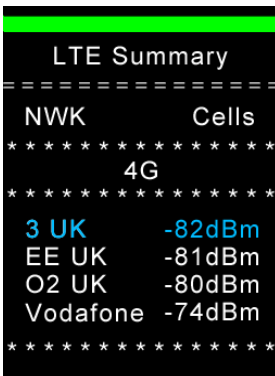 LTE Summary
= = = = = = = = = = = = = = =
NWK Cells
* * * * * * * * * * * * * * *
4G
* * * * * * * * * * * * * * *
3 UK -82dBm
EE UK -81dBm
O2 UK -80dBm
Vodafone -74dBm
* * * * * * * * * * * * * * *